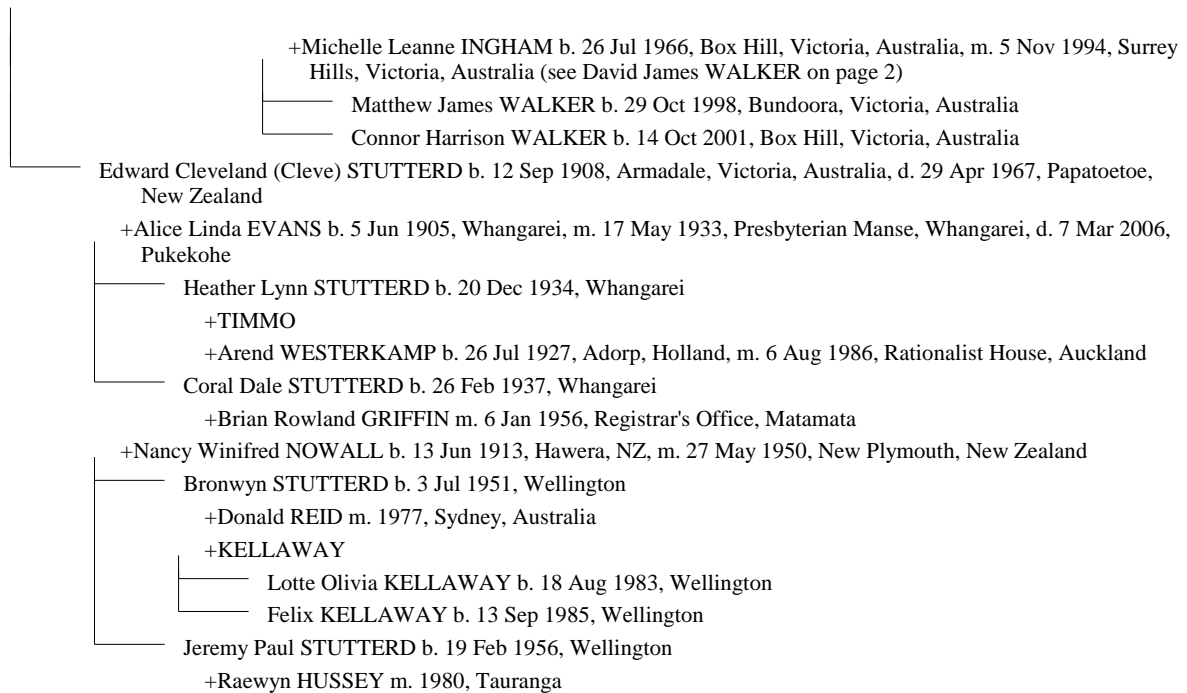 +Michelle Leanne INGHAM b. 26 Jul 1966, Box Hill, Victoria, Australia, m. 5 Nov 1994, Surrey
Hills, Victoria, Australia (see David James WALKER on page 2)
Matthew James WALKER b. 29 Oct 1998, Bundoora, Victoria, Australia
Connor Harrison WALKER b. 14 Oct 2001, Box Hill, Victoria, Australia
Edward Cleveland (Cleve) STUTTERD b. 12 Sep 1908, Armadale, Victoria, Australia, d. 29 Apr 1967, Papatoetoe,
New Zealand
+Alice Linda EVANS b. 5 Jun 1905, Whangarei, m. 17 May 1933, Presbyterian Manse, Whangarei, d. 7 Mar 2006,
Pukekohe
Heather Lynn STUTTERD b. 20 Dec 1934, Whangarei
+TIMMO
+Arend WESTERKAMP b. 26 Jul 1927, Adorp, Holland, m. 6 Aug 1986, Rationalist House, Auckland
Coral Dale STUTTERD b. 26 Feb 1937, Whangarei
+Brian Rowland GRIFFIN m. 6 Jan 1956, Registrar's Office, Matamata
+Nancy Winifred NOWALL b. 13 Jun 1913, Hawera, NZ, m. 27 May 1950, New Plymouth, New Zealand
Bronwyn STUTTERD b. 3 Jul 1951, Wellington
+Donald REID m. 1977, Sydney, Australia
+KELLAWAY
Lotte Olivia KELLAWAY b. 18 Aug 1983, Wellington
Felix KELLAWAY b. 13 Sep 1985, Wellington
Jeremy Paul STUTTERD b. 19 Feb 1956, Wellington
+Raewyn HUSSEY m. 1980, Tauranga